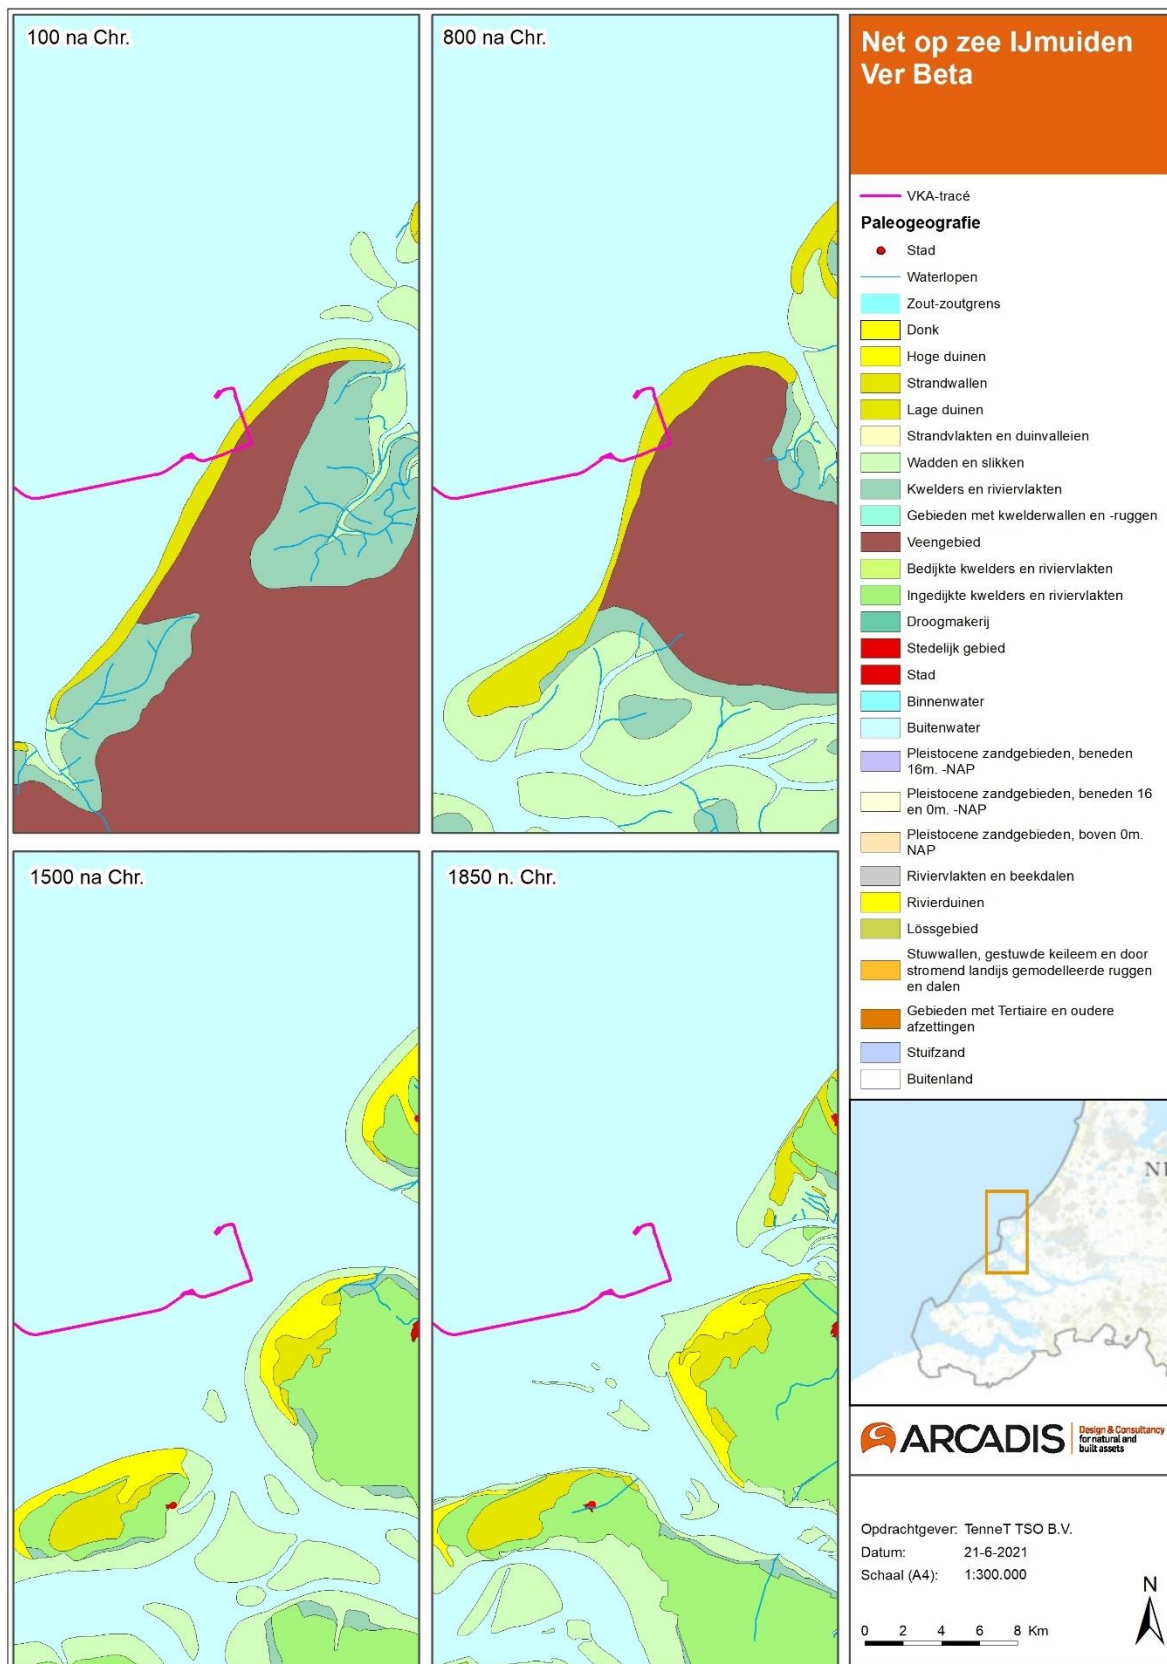 100 na Chr.
800 na Chr.
1500 na Chr.
1850 n. Chr.
Net op zee IJmuiden
Ver Beta
VKA-tracé
Paleogeografie
Stad
Waterlopen
Zout-zoutgrens
Donk
Hoge duinen
Strandwallen
Lage duinen
Strandvlakten en duinvalleien
Wadden en slikken
Kwelders en riviervlakten
Gebieden met kwelderwallen en -ruggen
Veengebied
Bedijkte kwelders en riviervlakten
Ingedijkte kwelders en riviervlakten
Droogmakerij
Stedelijk gebied
Stad
Binnenwater
Buitenwater
Pleistocene zandgebieden, beneden
16m. -NAP
Pleistocene zandgebieden, beneden 16
en 0m. -NAP
Pleistocene zandgebieden, boven 0m.
NAP
Riviervlakten en beekdalen
Rivierduinen
Lössgebied
Stuwwallen, gestuwde keileem en door
stromend landijs gemodelleerde ruggen
en dalen
Gebieden met Tertiaire en oudere
afzettingen
Stuifzand
Buitenland
ARCADIS
Design & Consultancy
for natural and
built assets
Opdrachtgever: TenneT TSO B.V.
Datum: 21-6-2021
Schaal (A4): 1:300.000
N
0 2 4 6 8 Km